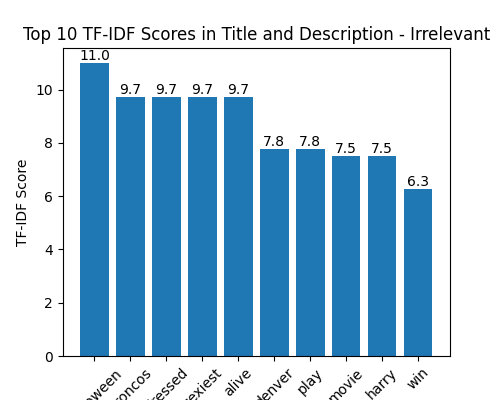 Top 10 TF-IDF Scores in Title and Description - Irrelevant
11.0
9.7
9.7
9.7
9.7
7.8
7.8
7.5
7.5
6.3
10
8
6
4
2
0
TF-IDF Score
alive
play
movie
harry
win